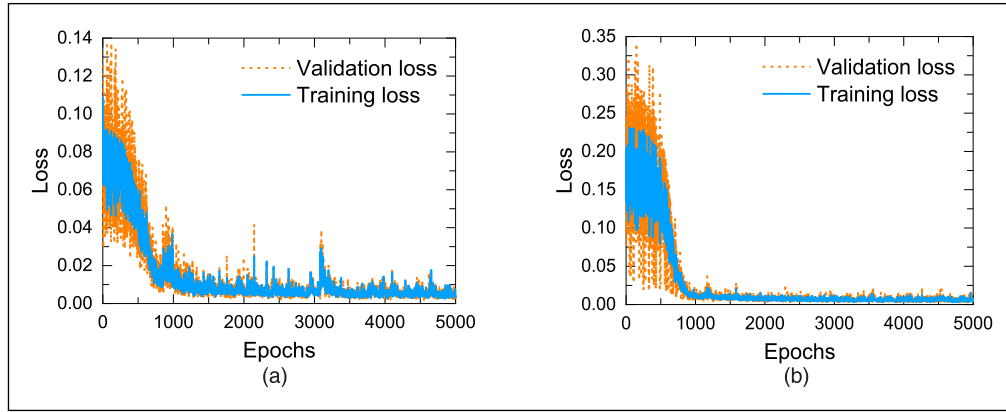 0.14
0.12
0.10
0.08
0.06
0.04
0.02
0.00
Loss
Validation loss
Training loss
0 1000 2000 3000 4000 5000
Epochs
(a)
0.35
0.30
0.25
0.20
0.15
0.10
0.05
0.00
Loss
Validation loss
Training loss
0 1000 2000 3000 4000 5000
Epochs
(b)